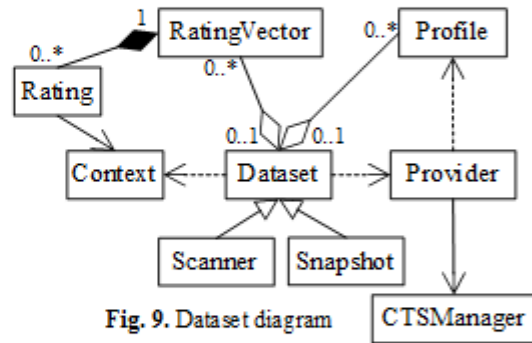 1
RatingVector
Profile
0..*
0..*
0..*
Rating
0..1
0..1
Context
Dataset
Provider
Scanner
Snapshot
Fig. 9. Dataset diagram
CTSManager